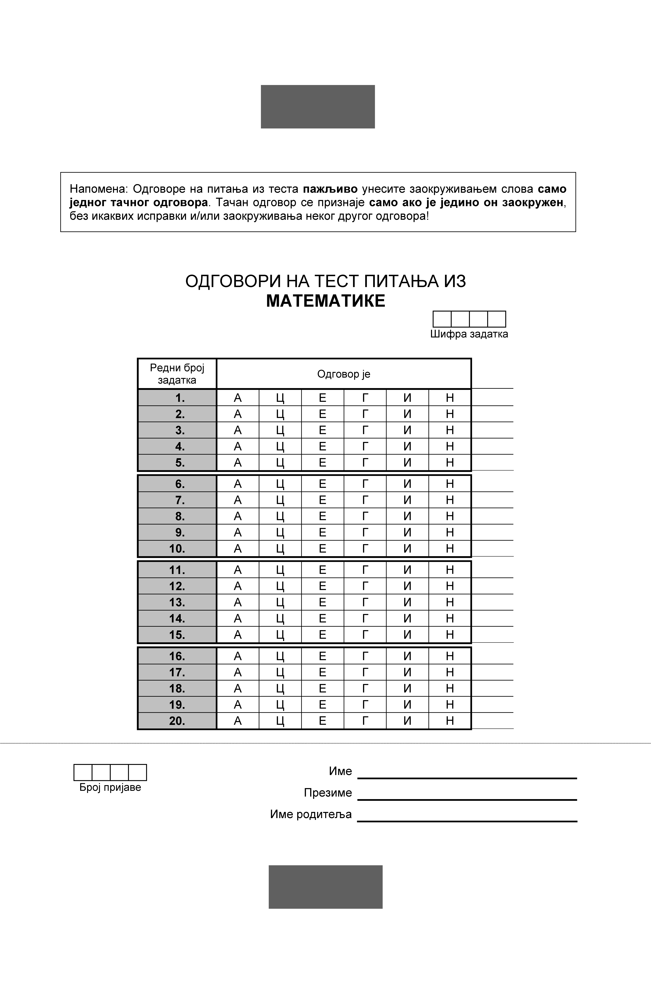 Напомена: Одговоре на питања из теста пажљиво унесите заокруживањем слова само
једног тачног одговора. Тачан одговор се признаје само ако је једино он заокружен,
без икаквих исправки и/или заокруживања неког другог одговора!
ОДГОВОРИ НА ТЕСТ ПИТАЊА ИЗ
МАТЕМАТИКЕ
Шифра задатка
Редни број
задатка
Одговор је
1. А Ц Е Г И Н
2. А Ц Е Г И Н
3. А Ц Е Г И Н
4. А Ц Е Г И Н
5. А Ц Е Г И Н
6. А Ц Е Г И Н
7. А Ц Е Г И Н
8. А Ц Е Г И Н
9. А Ц Е Г И Н
10. А Ц Е Г И Н
11. А Ц Е Г И Н
12. А Ц Е Г И Н
13. А Ц Е Г И Н
14. А Ц Е Г И Н
15. А Ц Е Г И Н
16. А Ц Е Г И Н
17. А Ц Е Г И Н
18. А Ц Е Г И Н
19. А Ц Е Г И Н
20. А Ц Е Г И Н
Број пријаве
Име
Презиме
Име родитеља